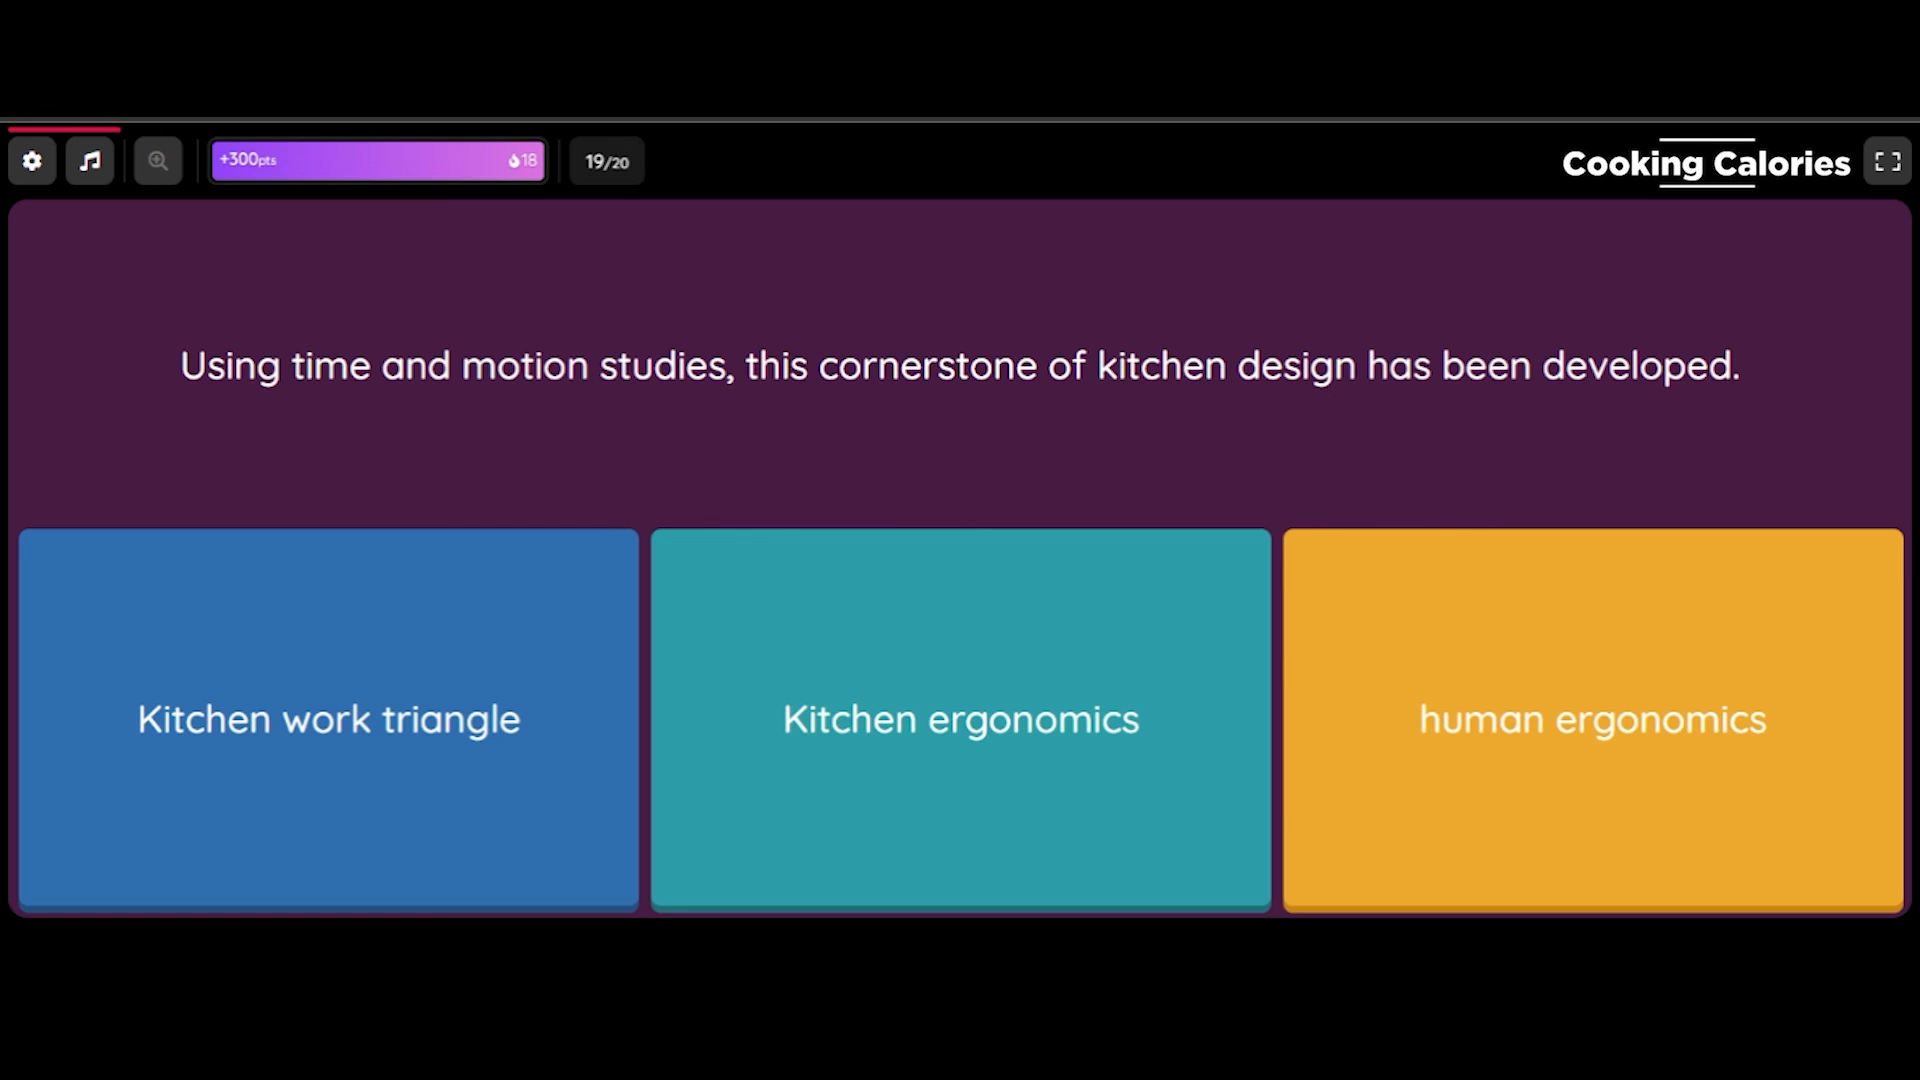 +300pts
18
19/20
Cooking Calories
Using time and motion studies, this cornerstone of kitchen design has been developed.
Kitchen work triangle
Kitchen ergonomics
human ergonomics